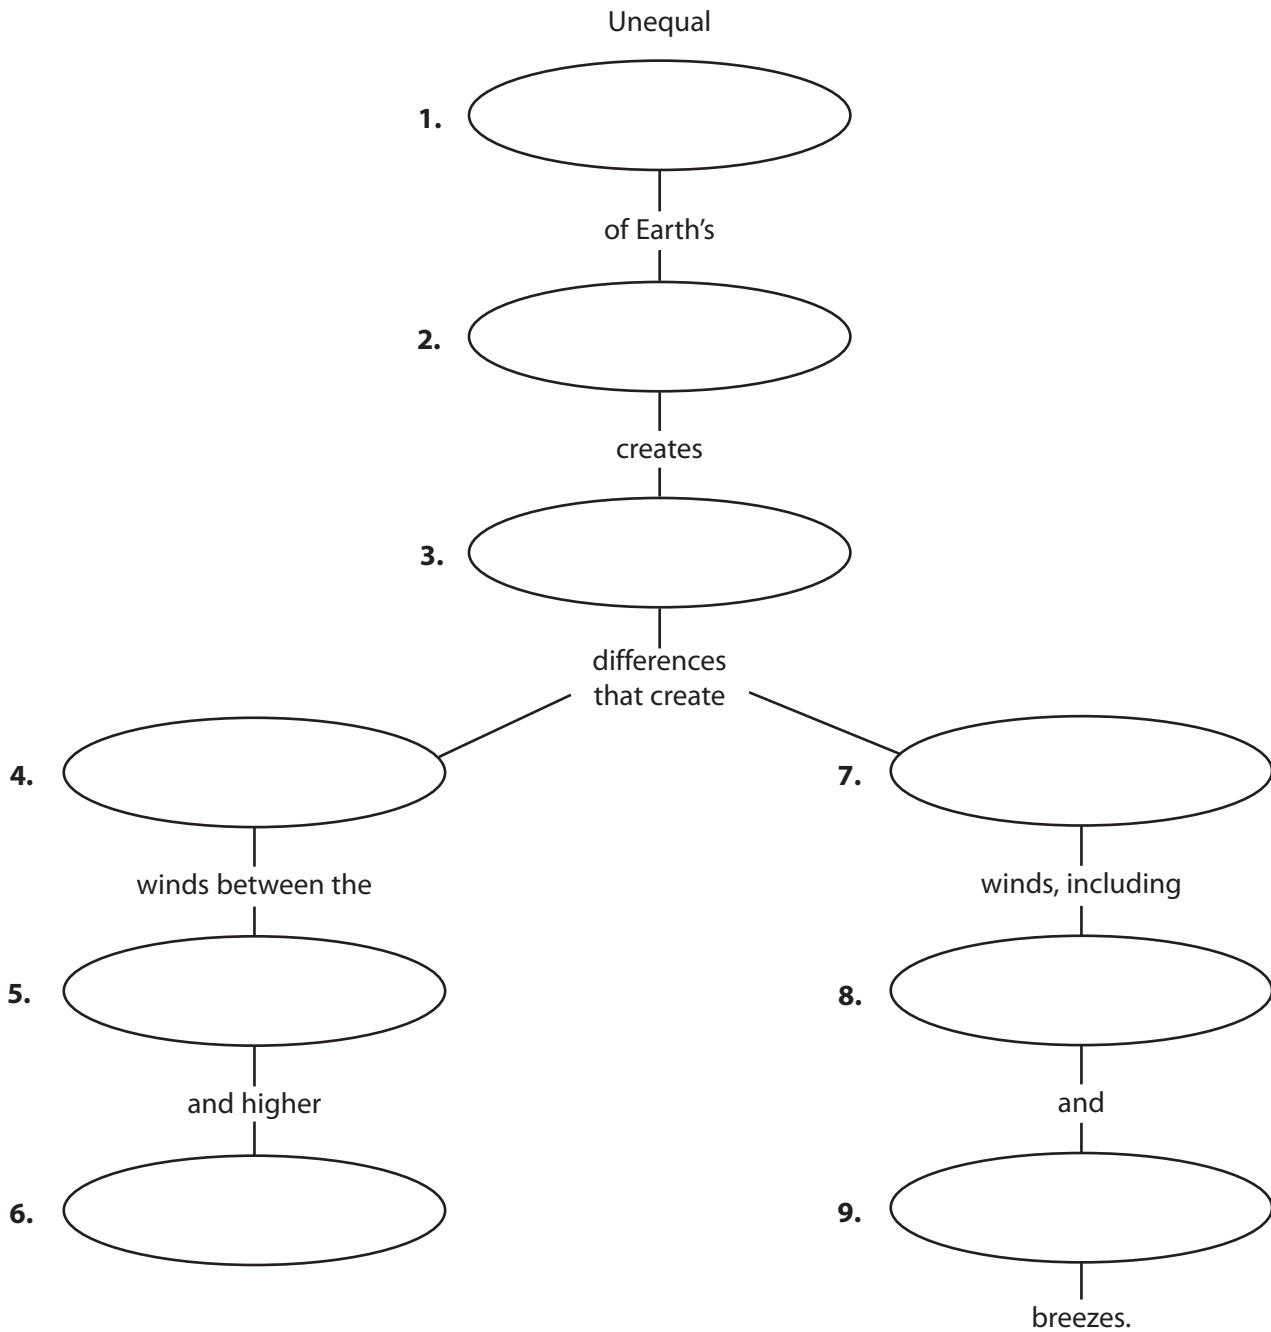 Unequal
1.
of Earth's
2.
creates
3.
differences
that create
4.
winds between the
5.
and higher
6.
7.
winds, including
8.
and
9.
breezes.